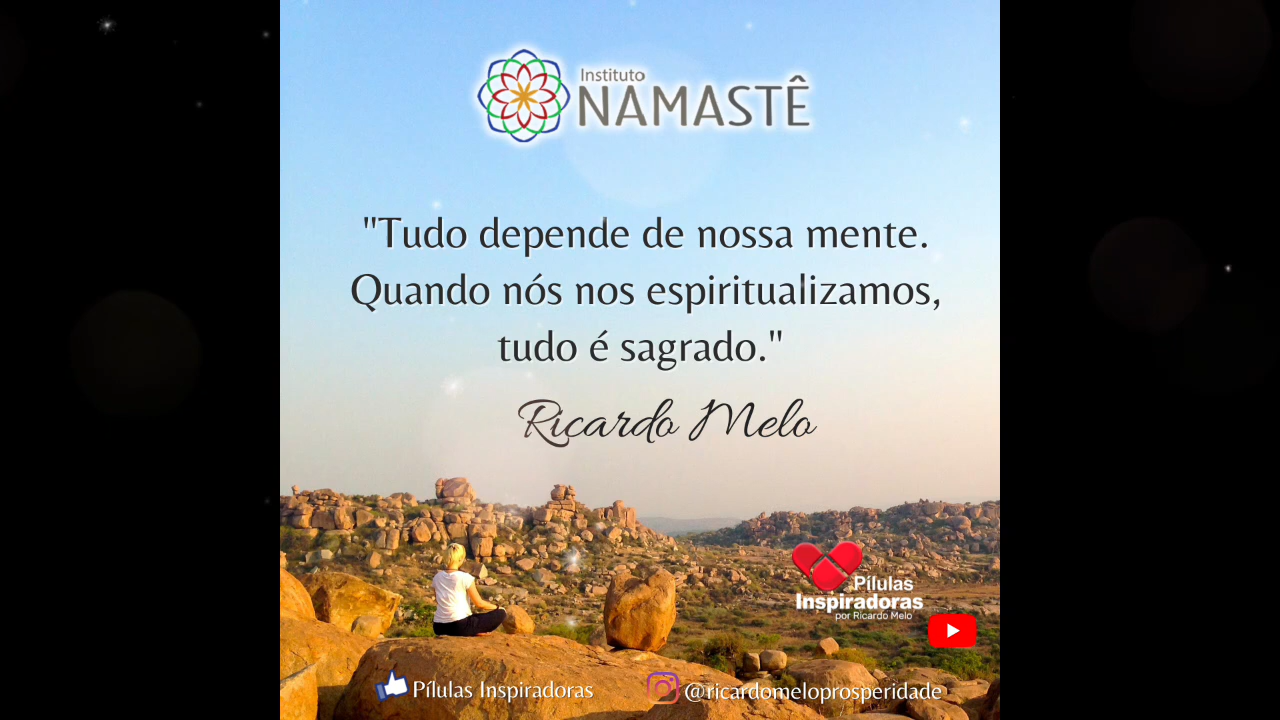 Instituto
NAMASTÊ
"Tudo depende de nossa mente.
Quando nós nos espiritualizamos,
tudo é sagrado."
Ricardo Melo
Pílulas
Inspiradoras
por Ricardo Melo
Pílulas Inspiradoras
@ricardomeloprosperidade